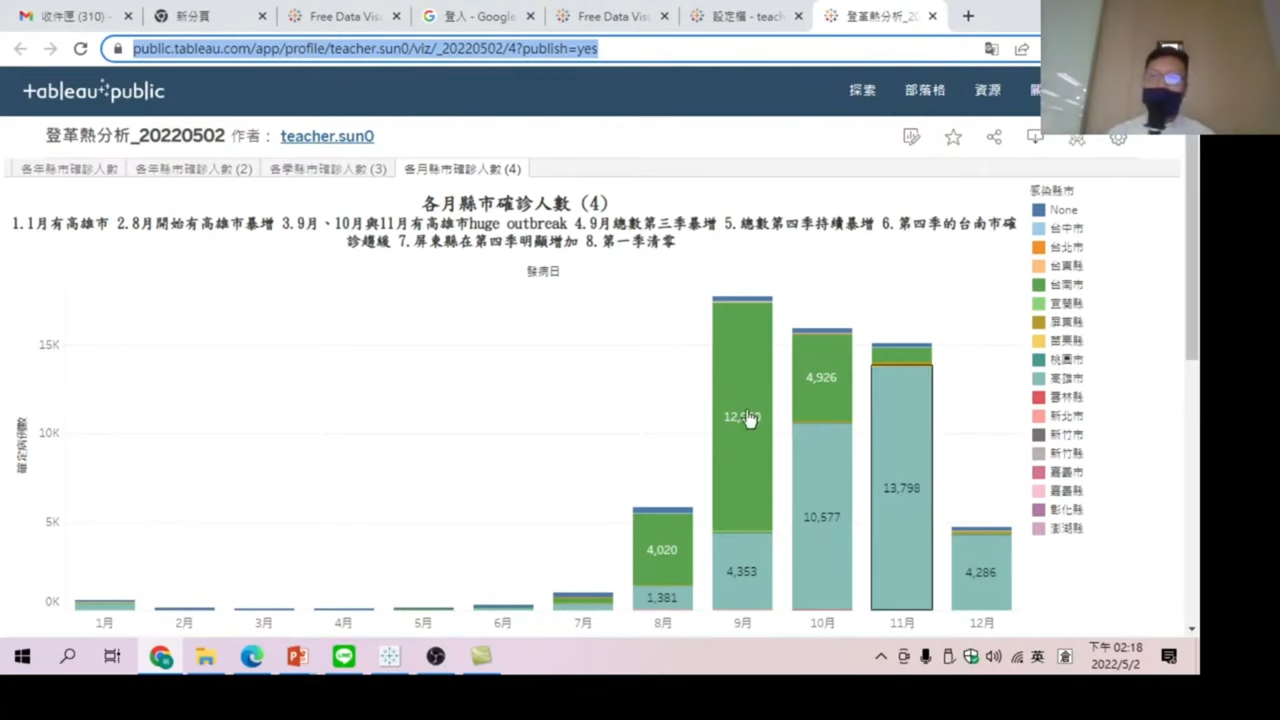 收件匣 (310) -
新分頁
Free Data Vis
登入 - Google
Free Data Vis
設定檔 - teach
登革熱分析_20
public.tableau.com/app/profile/teacher.sun0/viz/_20220502/4?publish=yes
+ableau public
探索
部落格
資源
登革熱分析_20220502 作者： teacher.sun0
各年縣市確診人數
各年縣市確診人數 (2)
各季縣市確診人數 (3)
各月縣市確診人數 (4)
各月縣市確診人數 (4)
1.1月有高雄市 2.8月開始有高雄市暴增 3.9月、10月與11月有高雄市huge outbreak 4.9月總數第三季暴增 5.總數第四季持續暴增 6.第四季的台南市確
診趨緩 7.屏東縣在第四季明顯增加 8.第一季清零
發病日
確定病例數
15K
10K
5K
0K
4,020
1,381
4,353
4,926
10,577
13,798
4,286
1月
2月
3月
4月
5月
6月
7月
8月
9月
10月
11月
12月
感染縣市
None
台中市
台北市
台東縣
台南市
宜蘭縣
屏東縣
苗栗縣
桃園市
高雄市
雲林縣
新北市
新竹市
新竹縣
嘉義市
嘉義縣
彰化縣
澎湖縣
英
下午 02:18
2022/5/2